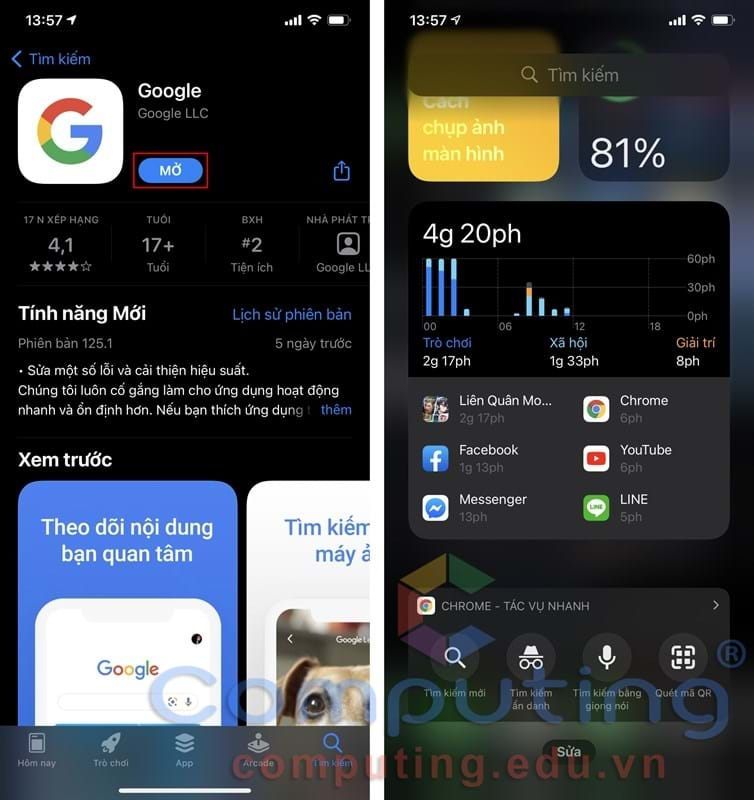 13:57
Tìm kiếm
Google
Google LLC
MỞ
17 N XẾP HẠNG
TUỔI
BXH
NHÀ PHÁT TR
4,1
17+
#2
Tuổi
Tiện ích
Google LL
Tính năng Mới
Lịch sử phiên bản
Phiên bản 125.1
5 ngày trước
• Sửa một số lỗi và cải thiện hiệu suất.
Chúng tôi luôn cố gắng làm cho ứng dụng hoạt động
nhanh và ổn định hơn. Nếu bạn thích ứng dụng thêm
Xem trước
Theo dõi nội dung
bạn quan tâm
Tìm kiếm
máy ả
Google
Google Le
Hôm nay
Trò chơi
App
Arcade
Tìm kiếm
13:57
Tìm kiếm
Cách
chụp ảnh
màn hình
81%
4g 20ph
60ph
30ph
0ph
00
06
12
18
Trò chơi
Xã hội
Giải trí
2g 17ph
1g 33ph
8ph
Liên Quân Mo...
2g 17ph
Chrome
6ph
Facebook
1g 13ph
YouTube
6ph
Messenger
13ph
LINE
5ph
CHROME - TÁC VỤ NHANH
Tìm kiếm mới
Tìm kiếm
ẩn danh
Tìm kiếm bằng
giọng nói
Quét mã QR
Sửa
Computing®
computing.edu.vn